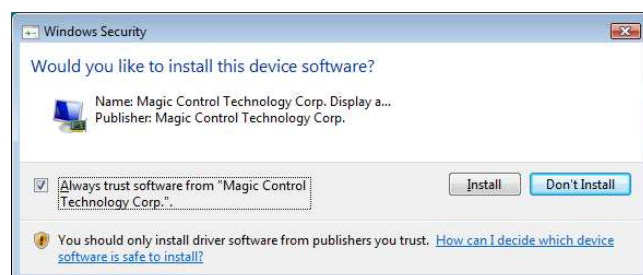 Windows Security
Would you like to install this device software?
Name: Magic Control Technology Corp. Display a...
Publisher: Magic Control Technology Corp.
Always trust software from "Magic Control
Technology Corp.".
Install
Don't Install
You should only install driver software from publishers you trust. How can I decide which device
software is safe to install?